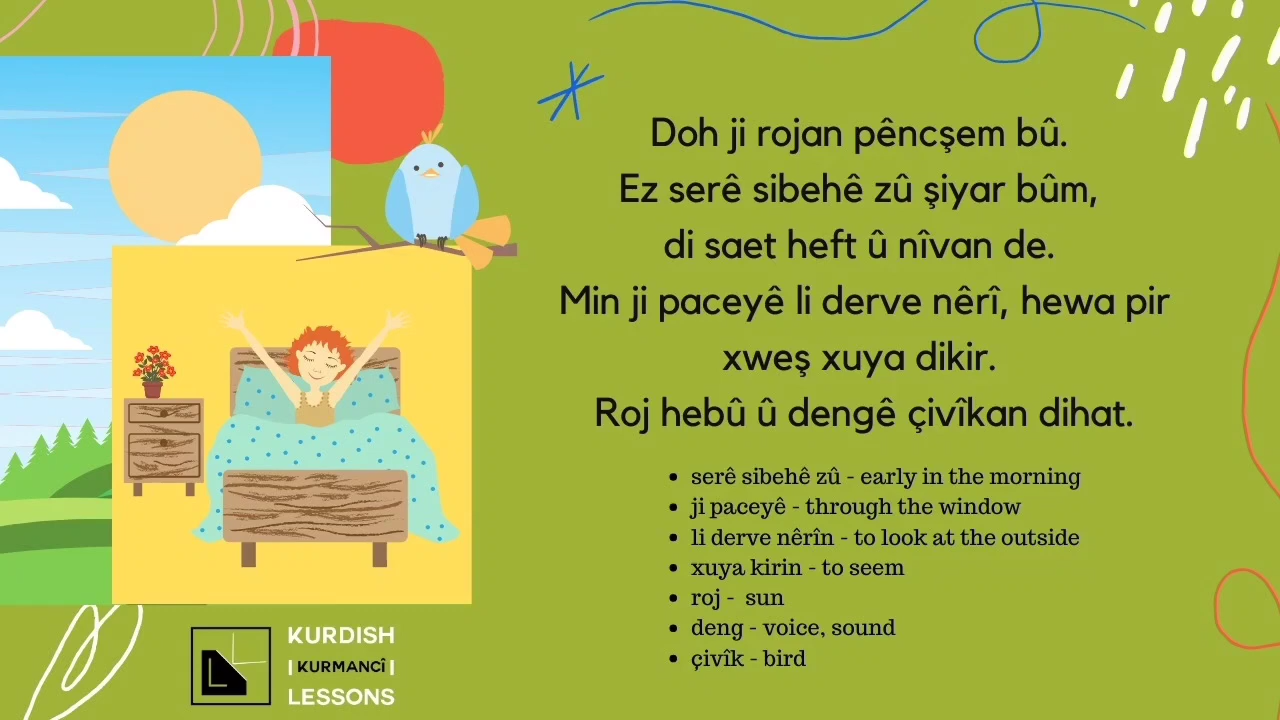 Doh ji rojan pêncşem bû.
Ez serê sibehê zû şiyar bûm,
di saet heft û nîvan de.
Min ji paceyê li derve nêrî, hewa pir
xweş xuya dikir.
Roj hebû û dengê çivîkan dihat.
• serê sibehê zû - early in the morning
• ji paceyê - through the window
• li derve nêrîn - to look at the outside
• xuya kirin - to seem
• roj - sun
• deng - voice, sound
• çivîk - bird
KURDISH
| KURMANCÎ |
LESSONS